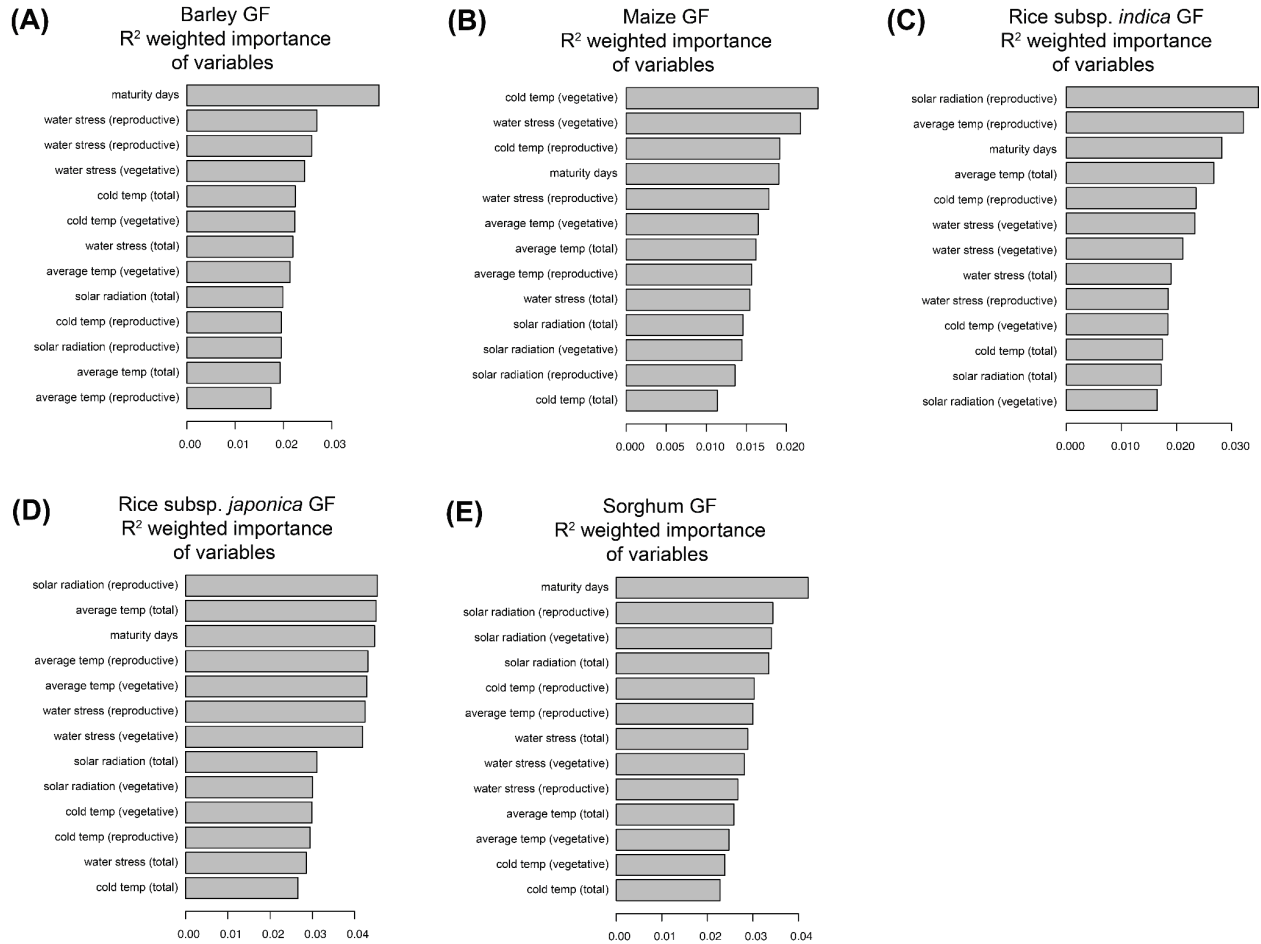 (A)
Barley GF
R² weighted importance
of variables
maturity days
water stress (reproductive)
water stress (reproductive)
water stress (vegetative)
cold temp (total)
cold temp (vegetative)
water stress (total)
average temp (vegetative)
solar radiation (total)
cold temp (reproductive)
solar radiation (reproductive)
average temp (total)
average temp (reproductive)
0.00 0.01 0.02 0.03
(B)
Maize GF
R² weighted importance
of variables
cold temp (vegetative)
water stress (vegetative)
cold temp (reproductive)
maturity days
water stress (reproductive)
average temp (vegetative)
average temp (total)
average temp (reproductive)
water stress (total)
solar radiation (total)
solar radiation (vegetative)
solar radiation (reproductive)
cold temp (total)
0.000 0.005 0.010 0.015 0.020
(C)
Rice subsp. indica GF
R² weighted importance
of variables
solar radiation (reproductive)
average temp (reproductive)
maturity days
average temp (total)
cold temp (reproductive)
water stress (vegetative)
water stress (vegetative)
water stress (total)
water stress (reproductive)
cold temp (vegetative)
cold temp (total)
solar radiation (total)
solar radiation (vegetative)
0.000 0.010 0.020 0.030
(D)
Rice subsp. japonica GF
R² weighted importance
of variables
solar radiation (reproductive)
average temp (total)
maturity days
average temp (reproductive)
average temp (vegetative)
water stress (reproductive)
water stress (vegetative)
solar radiation (total)
solar radiation (vegetative)
cold temp (vegetative)
cold temp (reproductive)
water stress (total)
cold temp (total)
0.00 0.01 0.02 0.03 0.04
(E)
Sorghum GF
R² weighted importance
of variables
maturity days
solar radiation (reproductive)
solar radiation (vegetative)
solar radiation (total)
cold temp (reproductive)
average temp (reproductive)
water stress (total)
water stress (vegetative)
water stress (reproductive)
average temp (total)
average temp (vegetative)
cold temp (vegetative)
cold temp (total)
0.00 0.01 0.02 0.03 0.04